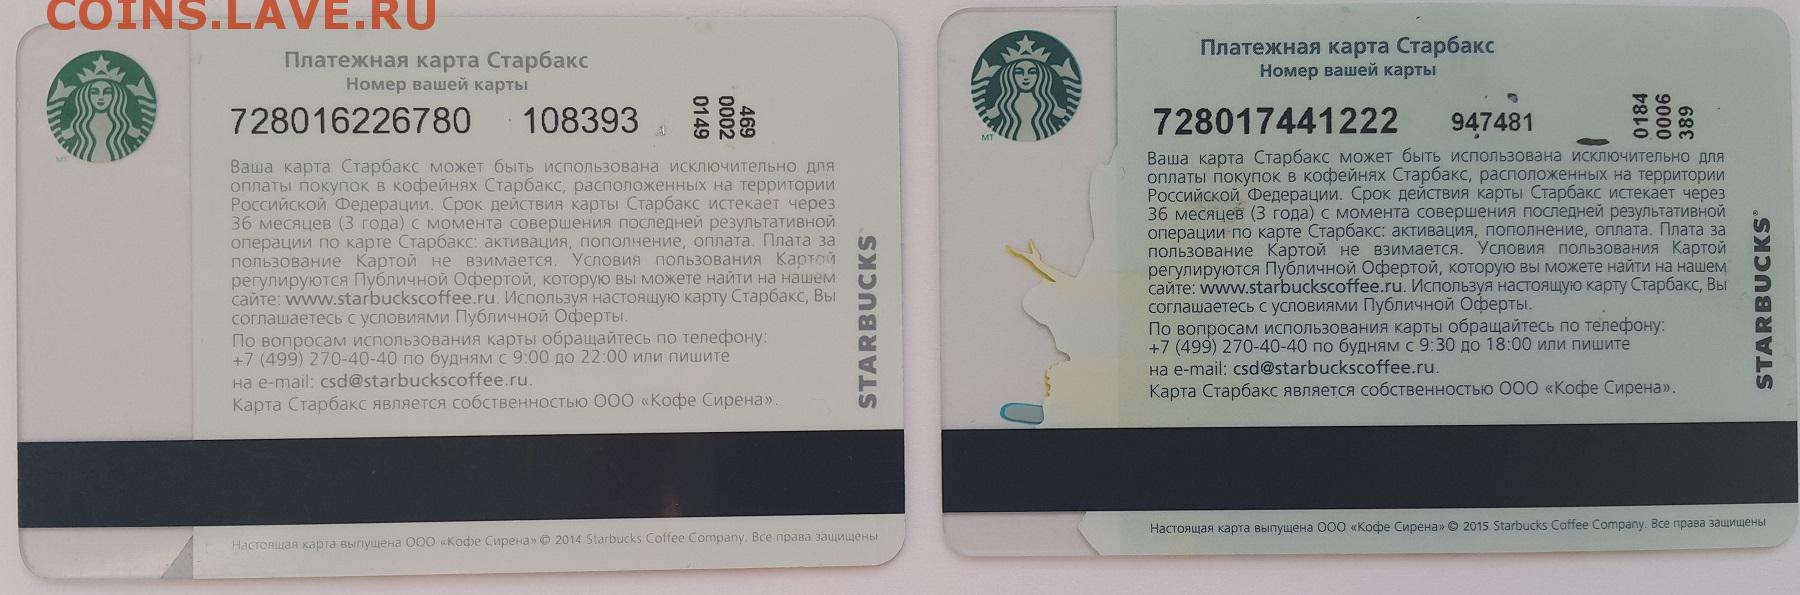 COINS.LAVE.RU
Платежная карта Старбакс
Номер вашей карты
728016226780 108393
0149
0002
469
МТ
Ваша карта Старбакс может быть использована исключительно для
оплаты покупок в кофейнях Старбакс, расположенных на территории
Российской Федерации. Срок действия карты Старбакс истекает через
36 месяцев (3 года) с момента совершения последней результативной
операции по карте Старбакс: активация, пополнение, оплата. Плата за
пользование Картой не взимается. Условия пользования Картой
регулируются Публичной Офертой, которую вы можете найти на нашем
сайте: www.starbuckscoffee.ru. Используя настоящую карту Старбакс, Вы
соглашаетесь с условиями Публичной Оферты.
По вопросам использования карты обращайтесь по телефону:
+7 (499) 270-40-40 по будням с 9:00 до 22:00 или пишите
на e-mail: csd@starbuckscoffee.ru.
Карта Старбакс является собственностью ООО «Кофе Сирена».
STARBUCKS®
Настоящая карта выпущена ООО «Кофе Сирена» © 2014 Starbucks Coffee Company. Все права защищены
Платежная карта Старбакс
Номер вашей карты
728017441222 947481
0184
0006
389
МТ
Ваша карта Старбакс может быть использована исключительно для
оплаты покупок в кофейнях Старбакс, расположенных на территории
Российской Федерации. Срок действия карты Старбакс истекает через
36 месяцев (3 года) с момента совершения последней результативной
операции по карте Старбакс: активация, пополнение, оплата. Плата за
пользование Картой не взимается. Условия пользования Картой
регулируются Публичной Офертой, которую вы можете найти на нашем
сайте: www.starbuckscoffee.ru. Используя настоящую карту Старбакс, Вы
соглашаетесь с условиями Публичной Оферты.
По вопросам использования карты обращайтесь по телефону:
+7 (499) 270-40-40 по будням с 9:30 до 18:00 или пишите
на e-mail: csd@starbuckscoffee.ru.
Карта Старбакс является собственностью ООО «Кофе Сирена».
STARBUCKS®
Настоящая карта выпущена ООО «Кофе Сирена» © 2015 Starbucks Coffee Company. Все права защищены